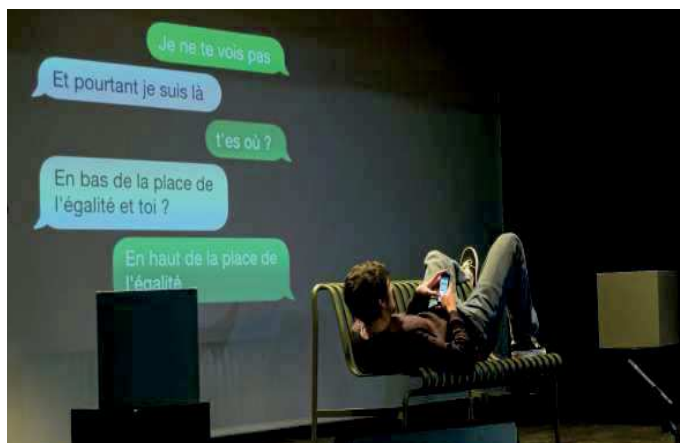 Je ne te vois pas
Et pourtant je suis là
t'es où ?
En bas de la place de
l'égalité et toi ?
En haut de la place de
l'égalité